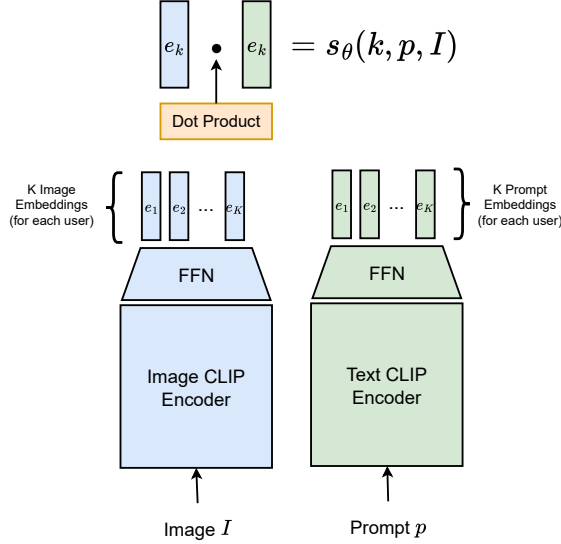 e_k • e_k = s_θ(k, p, I)
Dot Product
K Image
Embeddings
(for each user)
e_1 e_2 ... e_K
e_1 e_2 ... e_K
K Prompt
Embeddings
(for each user)
FFN
FFN
Image CLIP
Encoder
Text CLIP
Encoder
Image I
Prompt p